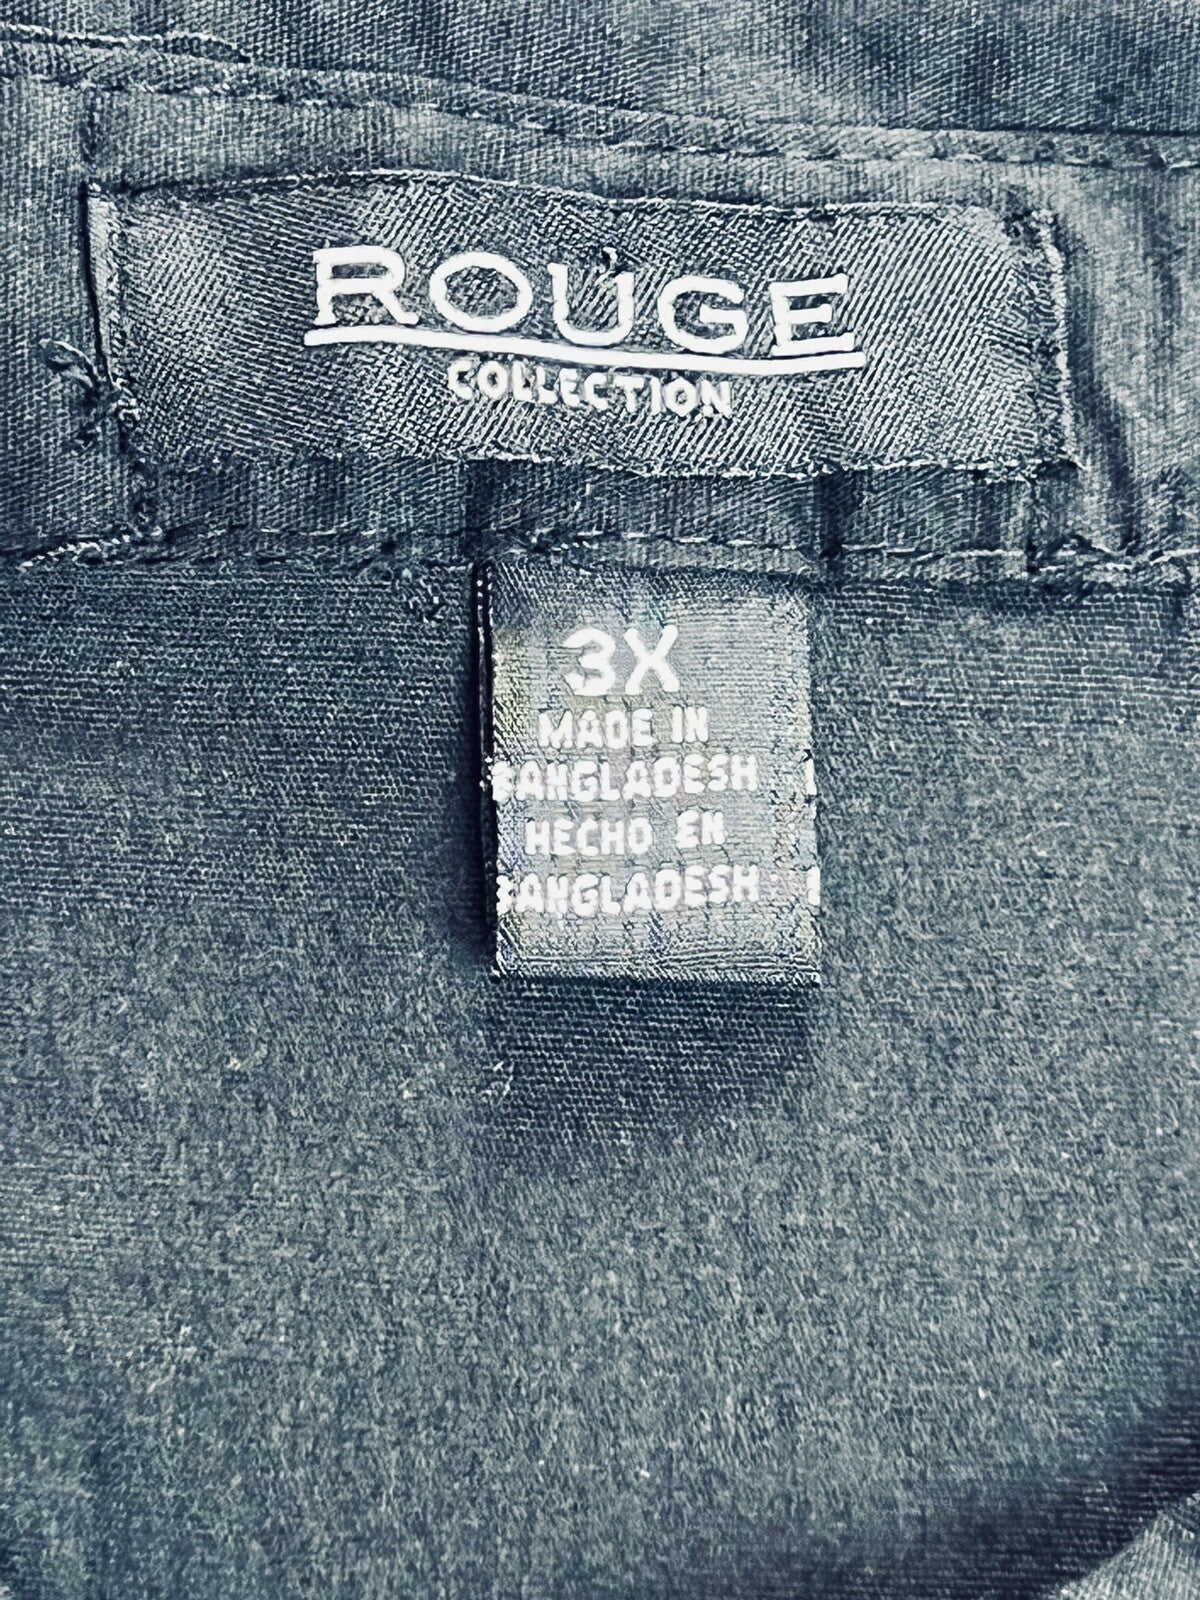 ROUGE
COLLECTION
3X
MADE IN
BANGLADESH
HECHO EN
BANGLADESH